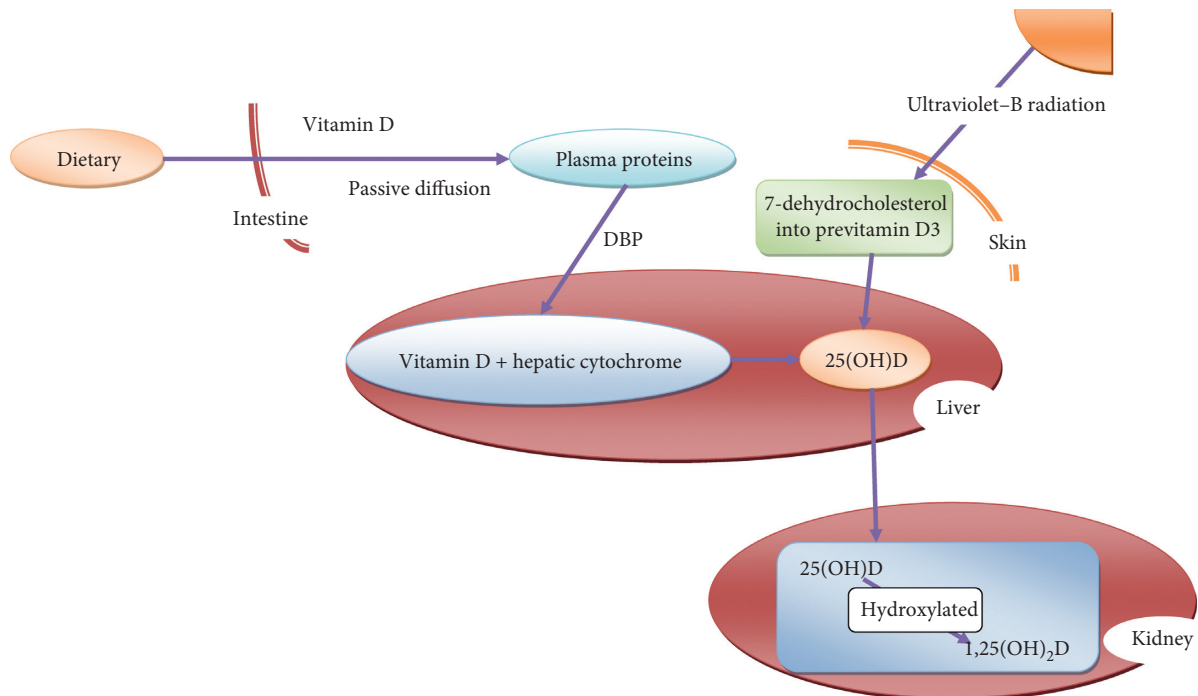 Ultraviolet–B radiation
Vitamin D
Dietary
Plasma proteins
Passive diffusion
Intestine
7-dehydrocholesterol
into previtamin D3
Skin
DBP
Vitamin D + hepatic cytochrome
25(OH)D
Liver
25(OH)D
Hydroxylated
1,25(OH)₂D
Kidney